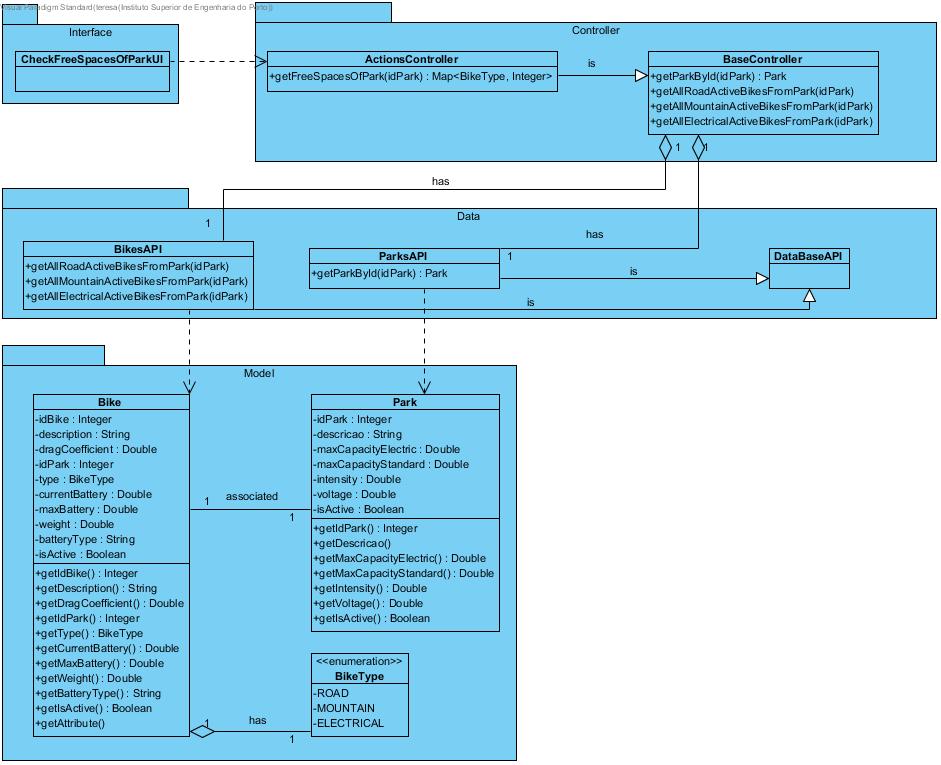 Visual Paradigm Standard(teresa(Instituto Superior de Engenharia do Porto))
Interface
CheckFreeSpacesOfParkUI
Controller
ActionsController
+getFreeSpacesOfPark(idPark) : Map<BikeType, Integer>
is
BaseController
+getParkById(idPark) : Park
+getAllRoadActiveBikesFromPark(idPark)
+getAllMountainActiveBikesFromPark(idPark)
+getAllElectricalActiveBikesFromPark(idPark)
1
1
has
1
Data
has
BikesAPI
+getAllRoadActiveBikesFromPark(idPark)
+getAllMountainActiveBikesFromPark(idPark)
+getAllElectricalActiveBikesFromPark(idPark)
ParksAPI
+getParkById(idPark) : Park
1
is
DataBaseAPI
is
Model
Bike
-idBike : Integer
-description : String
-dragCoefficient : Double
-idPark : Integer
-type : BikeType
-currentBattery : Double
-maxBattery : Double
-weight : Double
-batteryType : String
-isActive : Boolean
+getIdBike() : Integer
+getDescription() : String
+getDragCoefficient() : Double
+getIdPark() : Integer
+getType() : BikeType
+getCurrentBattery() : Double
+getMaxBattery() : Double
+getWeight() : Double
+getBatteryType() : String
+getIsActive() : Boolean
+getAttribute()
1
associated
1
Park
-idPark : Integer
-descricao : String
-maxCapacityElectric : Double
-maxCapacityStandard : Double
-intensity : Double
-voltage : Double
-isActive : Boolean
+getIdPark() : Integer
+getDescricao()
+getMaxCapacityElectric() : Double
+getMaxCapacityStandard() : Double
+getIntensity() : Double
+getVoltage() : Double
+getIsActive() : Boolean
<<enumeration>>
BikeType
-ROAD
-MOUNTAIN
-ELECTRICAL
1
has
1